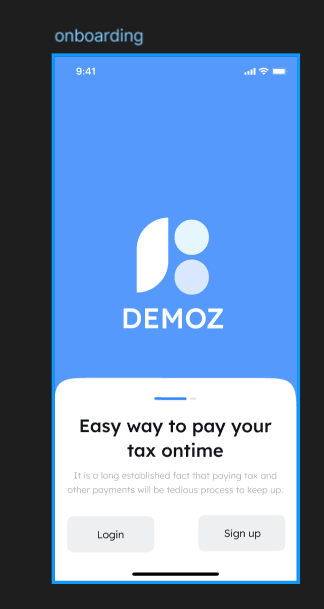 onboarding
9:41
DEMOZ
Easy way to pay your
tax ontime
It is a long established fact that paying tax and
other payments will be tedious process to keep up.
Login
Sign up